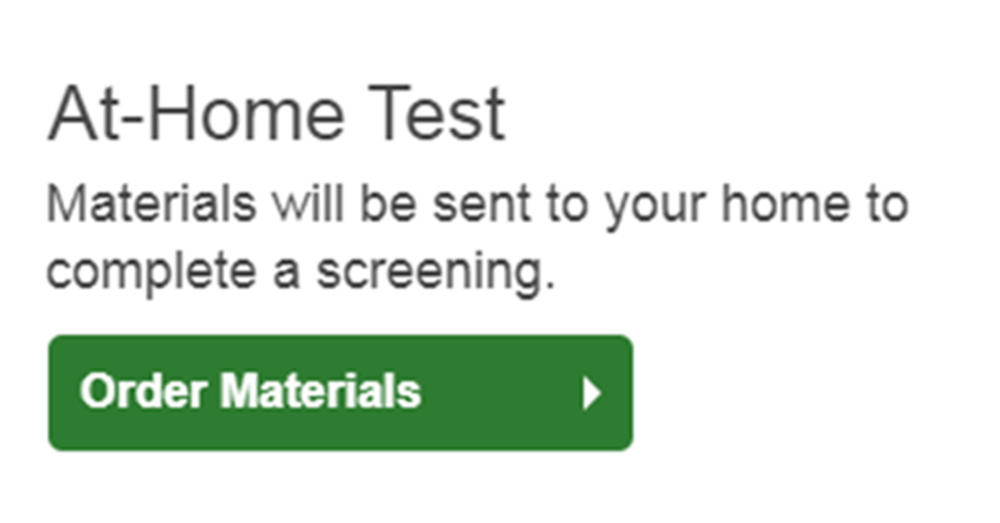 At-Home Test
Materials will be sent to your home to
complete a screening.
Order Materials